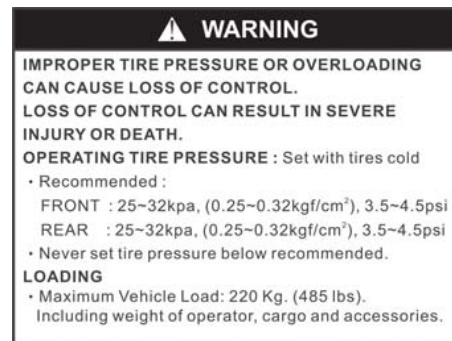 WARNING
IMPROPER TIRE PRESSURE OR OVERLOADING
CAN CAUSE LOSS OF CONTROL.
LOSS OF CONTROL CAN RESULT IN SEVERE
INJURY OR DEATH.
OPERATING TIRE PRESSURE : Set with tires cold
・Recommended :
FRONT : 25~32kpa, (0.25~0.32kgf/cm²), 3.5~4.5psi
REAR : 25~32kpa, (0.25~0.32kgf/cm²), 3.5~4.5psi
・Never set tire pressure below recommended.
LOADING
・Maximum Vehicle Load: 220 Kg. (485 lbs).
Including weight of operator, cargo and accessories.